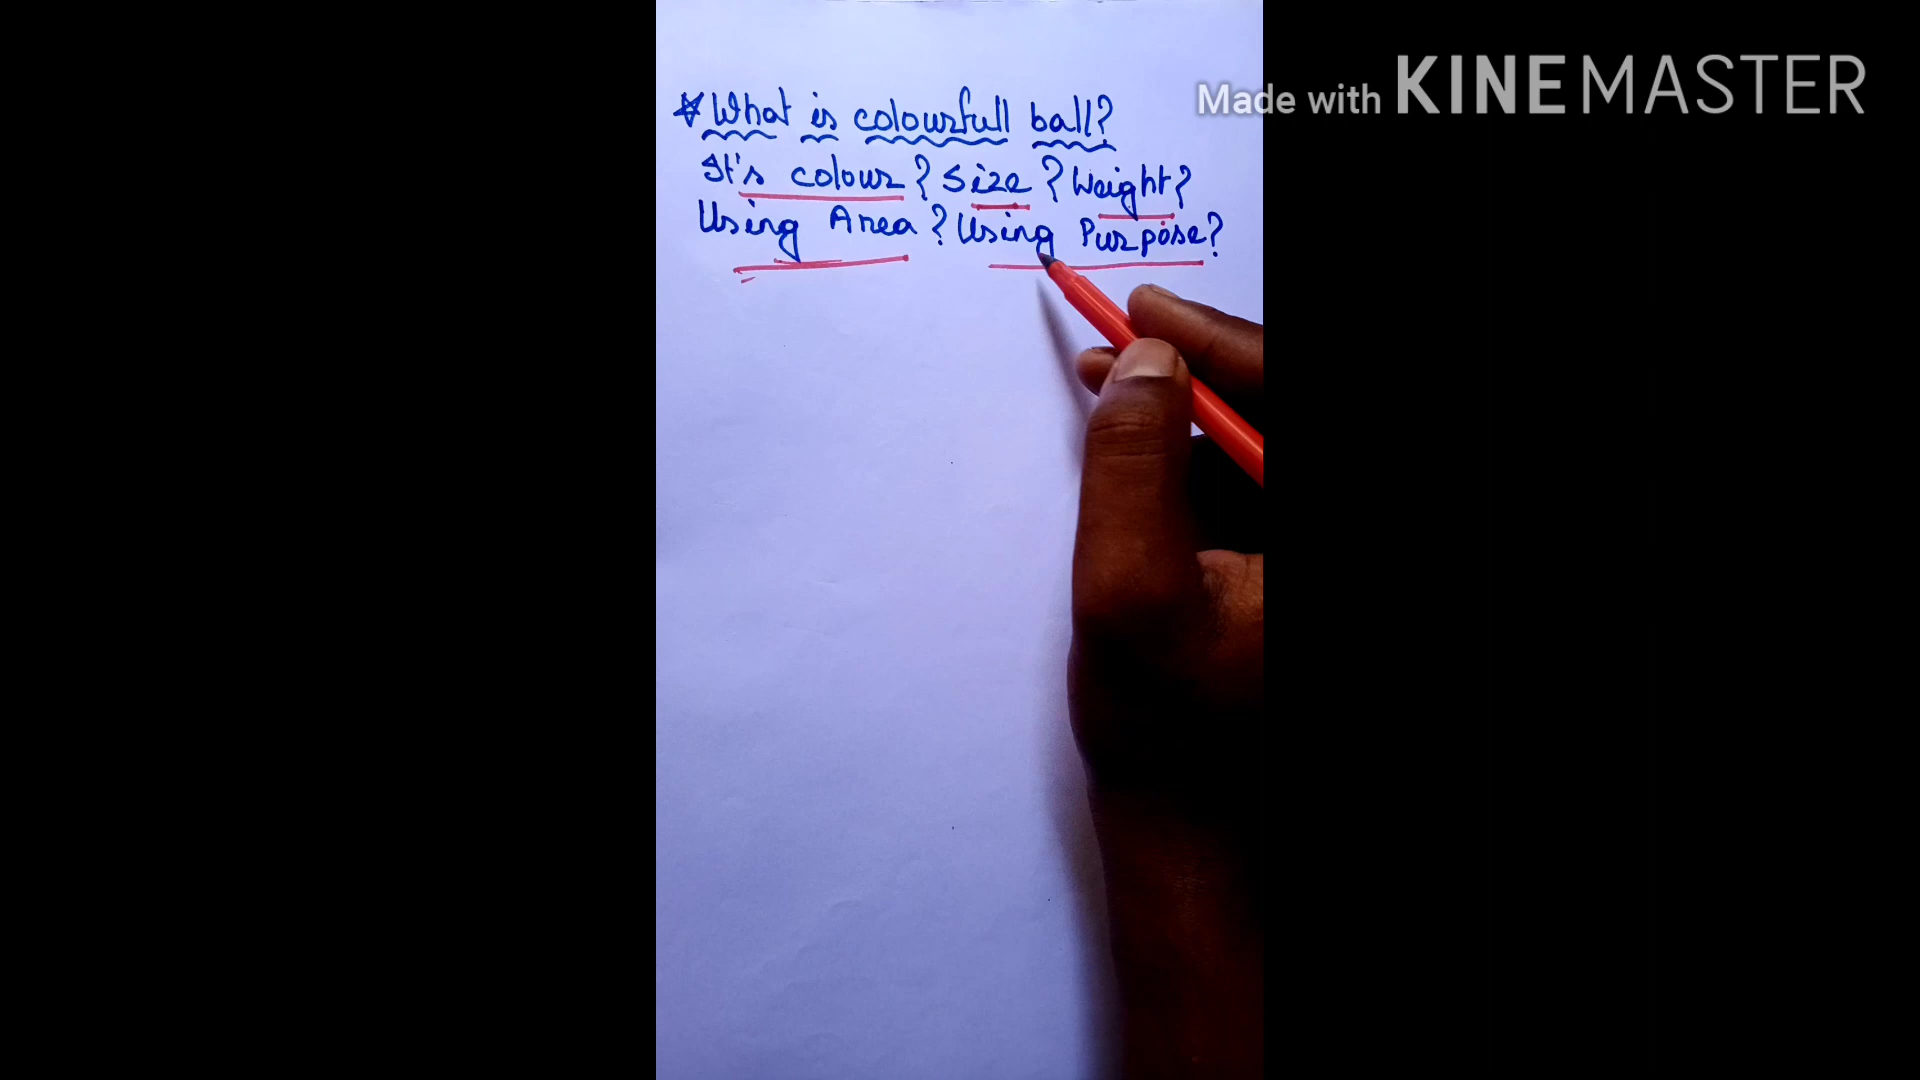 * What is colourfull ball?
It's colour? Size? Weight?
Using Area? Using Purpose?
Made with KINEMASTER